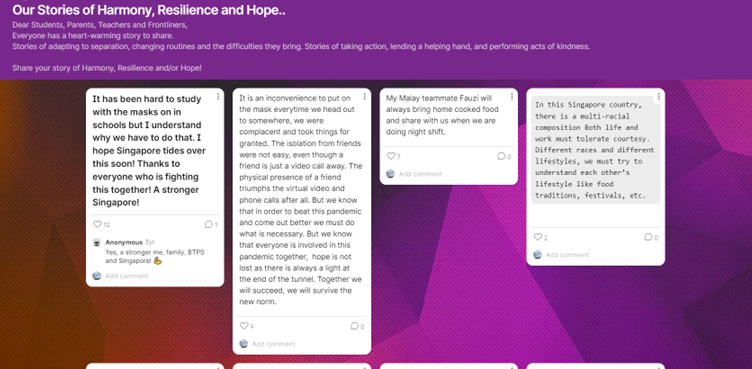 Our Stories of Harmony, Resilience and Hope..
Dear Students, Parents, Teachers and Frontliners,
Everyone has a heart-warming story to share.
Stories of adapting to separation, changing routines and the difficulties they bring. Stories of taking action, lending a helping hand, and performing acts of kindness.
Share your story of Harmony, Resilience and/or Hope!
It has been hard to study
with the masks on in
schools but I understand
why we have to do that. I
hope Singapore tides over
this soon! Thanks to
everyone who is fighting
this together! A stronger
Singapore!
12
1
Anonymous 3yr
Yes, a stronger me, family, BTPS
and Singapore! 💪
Add comment
It is an inconvenience to put on
the mask everytime we head out
to somewhere, we were
complacent and took things for
granted. The isolation from friends
were not easy, even though a
friend is just a video call away. The
physical presence of a friend
triumphs the virtual video and
phone calls after all. But we know
that in order to beat this pandemic
and come out better we must do
what is necessary. But we know
that everyone is involved in this
pandemic together, hope is not
lost as there is always a light at
the end of the tunnel. Together we
will succeed, we will survive the
new norm.
9
0
Add comment
My Malay teammate Fauzi will
always bring home cooked food
and share with us when we are
doing night shift.
7
0
Add comment
In this Singapore country,
there is a multi-racial
composition Both life and
work must tolerate courtesy.
Different races and different
lifestyles, we must try to
understand each other's
lifestyle like food
traditions, festivals, etc.
2
0
Add comment